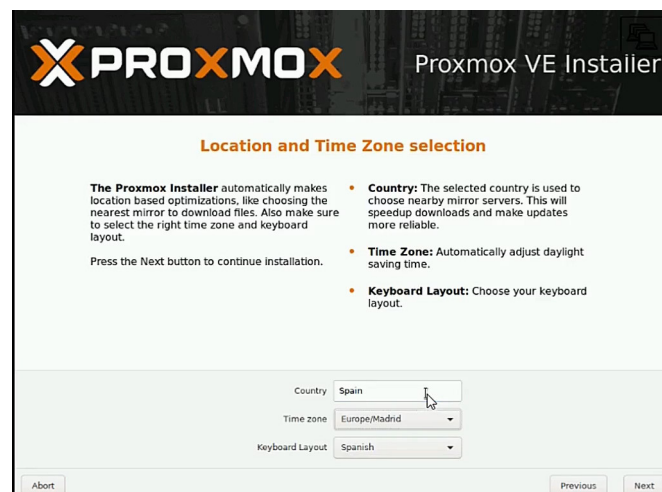 PROXMOX
Proxmox VE Installer
Location and Time Zone selection
The Proxmox Installer automatically makes
location based optimizations, like choosing the
nearest mirror to download files. Also make sure
to select the right time zone and keyboard
layout.
Press the Next button to continue installation.
• Country: The selected country is used to
choose nearby mirror servers. This will
speedup downloads and make updates
more reliable.
• Time Zone: Automatically adjust daylight
saving time.
• Keyboard Layout: Choose your keyboard
layout.
Country Spain
Time zone Europe/Madrid
Keyboard Layout Spanish
Abort Previous Next